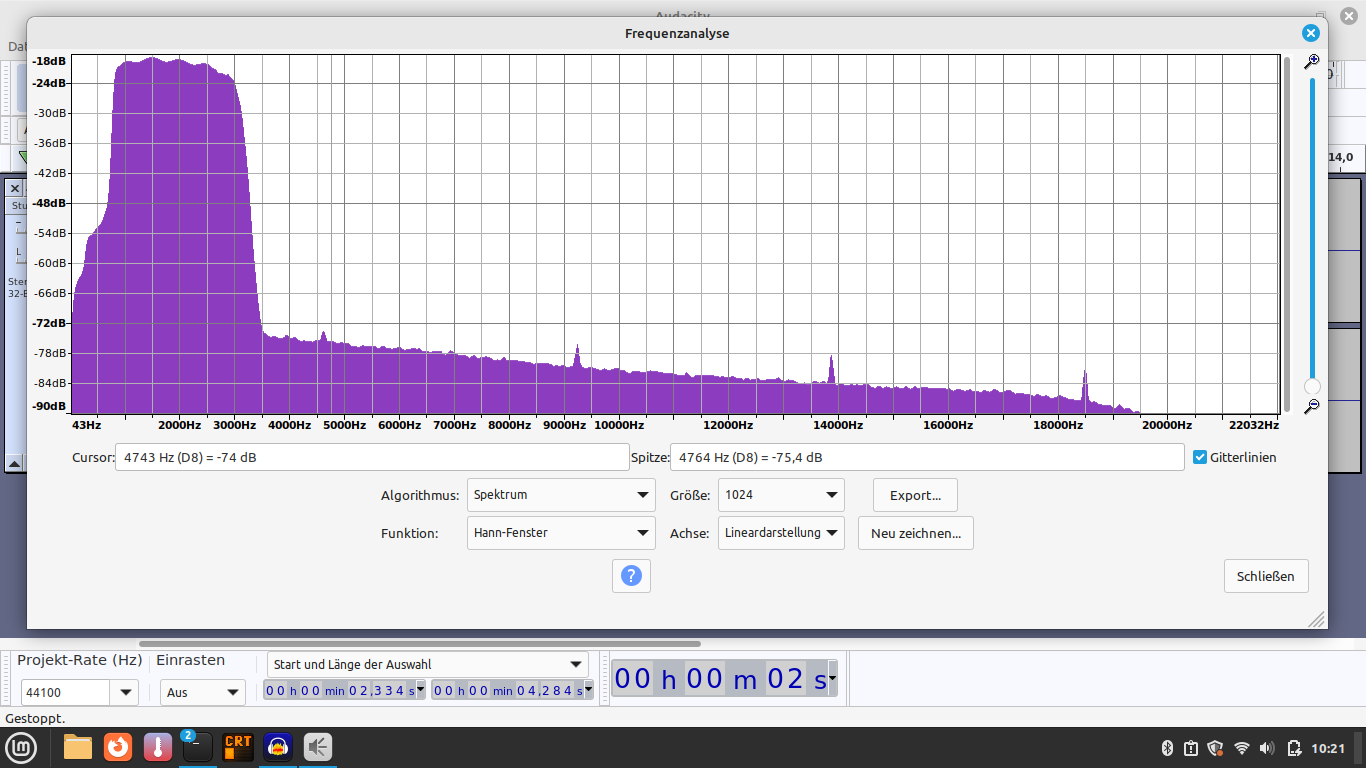 Audacity
Dat
Frequenzanalyse
-18dB
-24dB
-30dB
-36dB
-42dB
-48dB
-54dB
-60dB
-66dB
-72dB
-78dB
-84dB
-90dB
43Hz 2000Hz 3000Hz 4000Hz 5000Hz 6000Hz 7000Hz 8000Hz 9000Hz 10000Hz 12000Hz 14000Hz 16000Hz 18000Hz 20000Hz 22032Hz
14,0
Stu
L
Ster
32-B
Cursor: 4743 Hz (D8) = -74 dB Spitze: 4764 Hz (D8) = -75,4 dB Gitterlinien
Algorithmus: Spektrum Größe: 1024 Export...
Funktion: Hann-Fenster Achse: Lineardarstellung Neu zeichnen...
?
Schließen
Projekt-Rate (Hz) Einrasten Start und Länge der Auswahl
44100 Aus 00 h 00 min 02,334 s 00 h 00 min 04,284 s 00 h 00 m 02 s
Gestoppt.
2 CRT 10:21